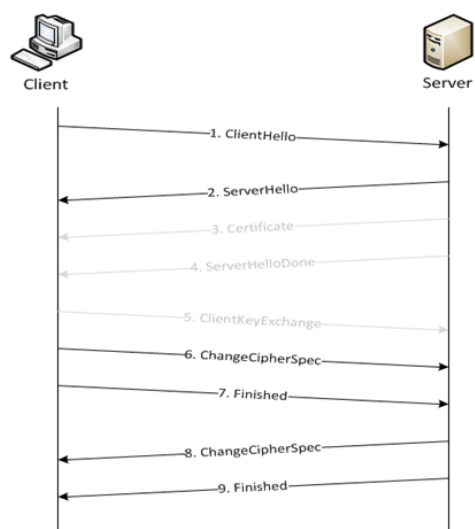 Client
Server
1. ClientHello
2. ServerHello
3. Certificate
4. ServerHelloDone
5. ClientKeyExchange
6. ChangeCipherSpec
7. Finished
8. ChangeCipherSpec
9. Finished